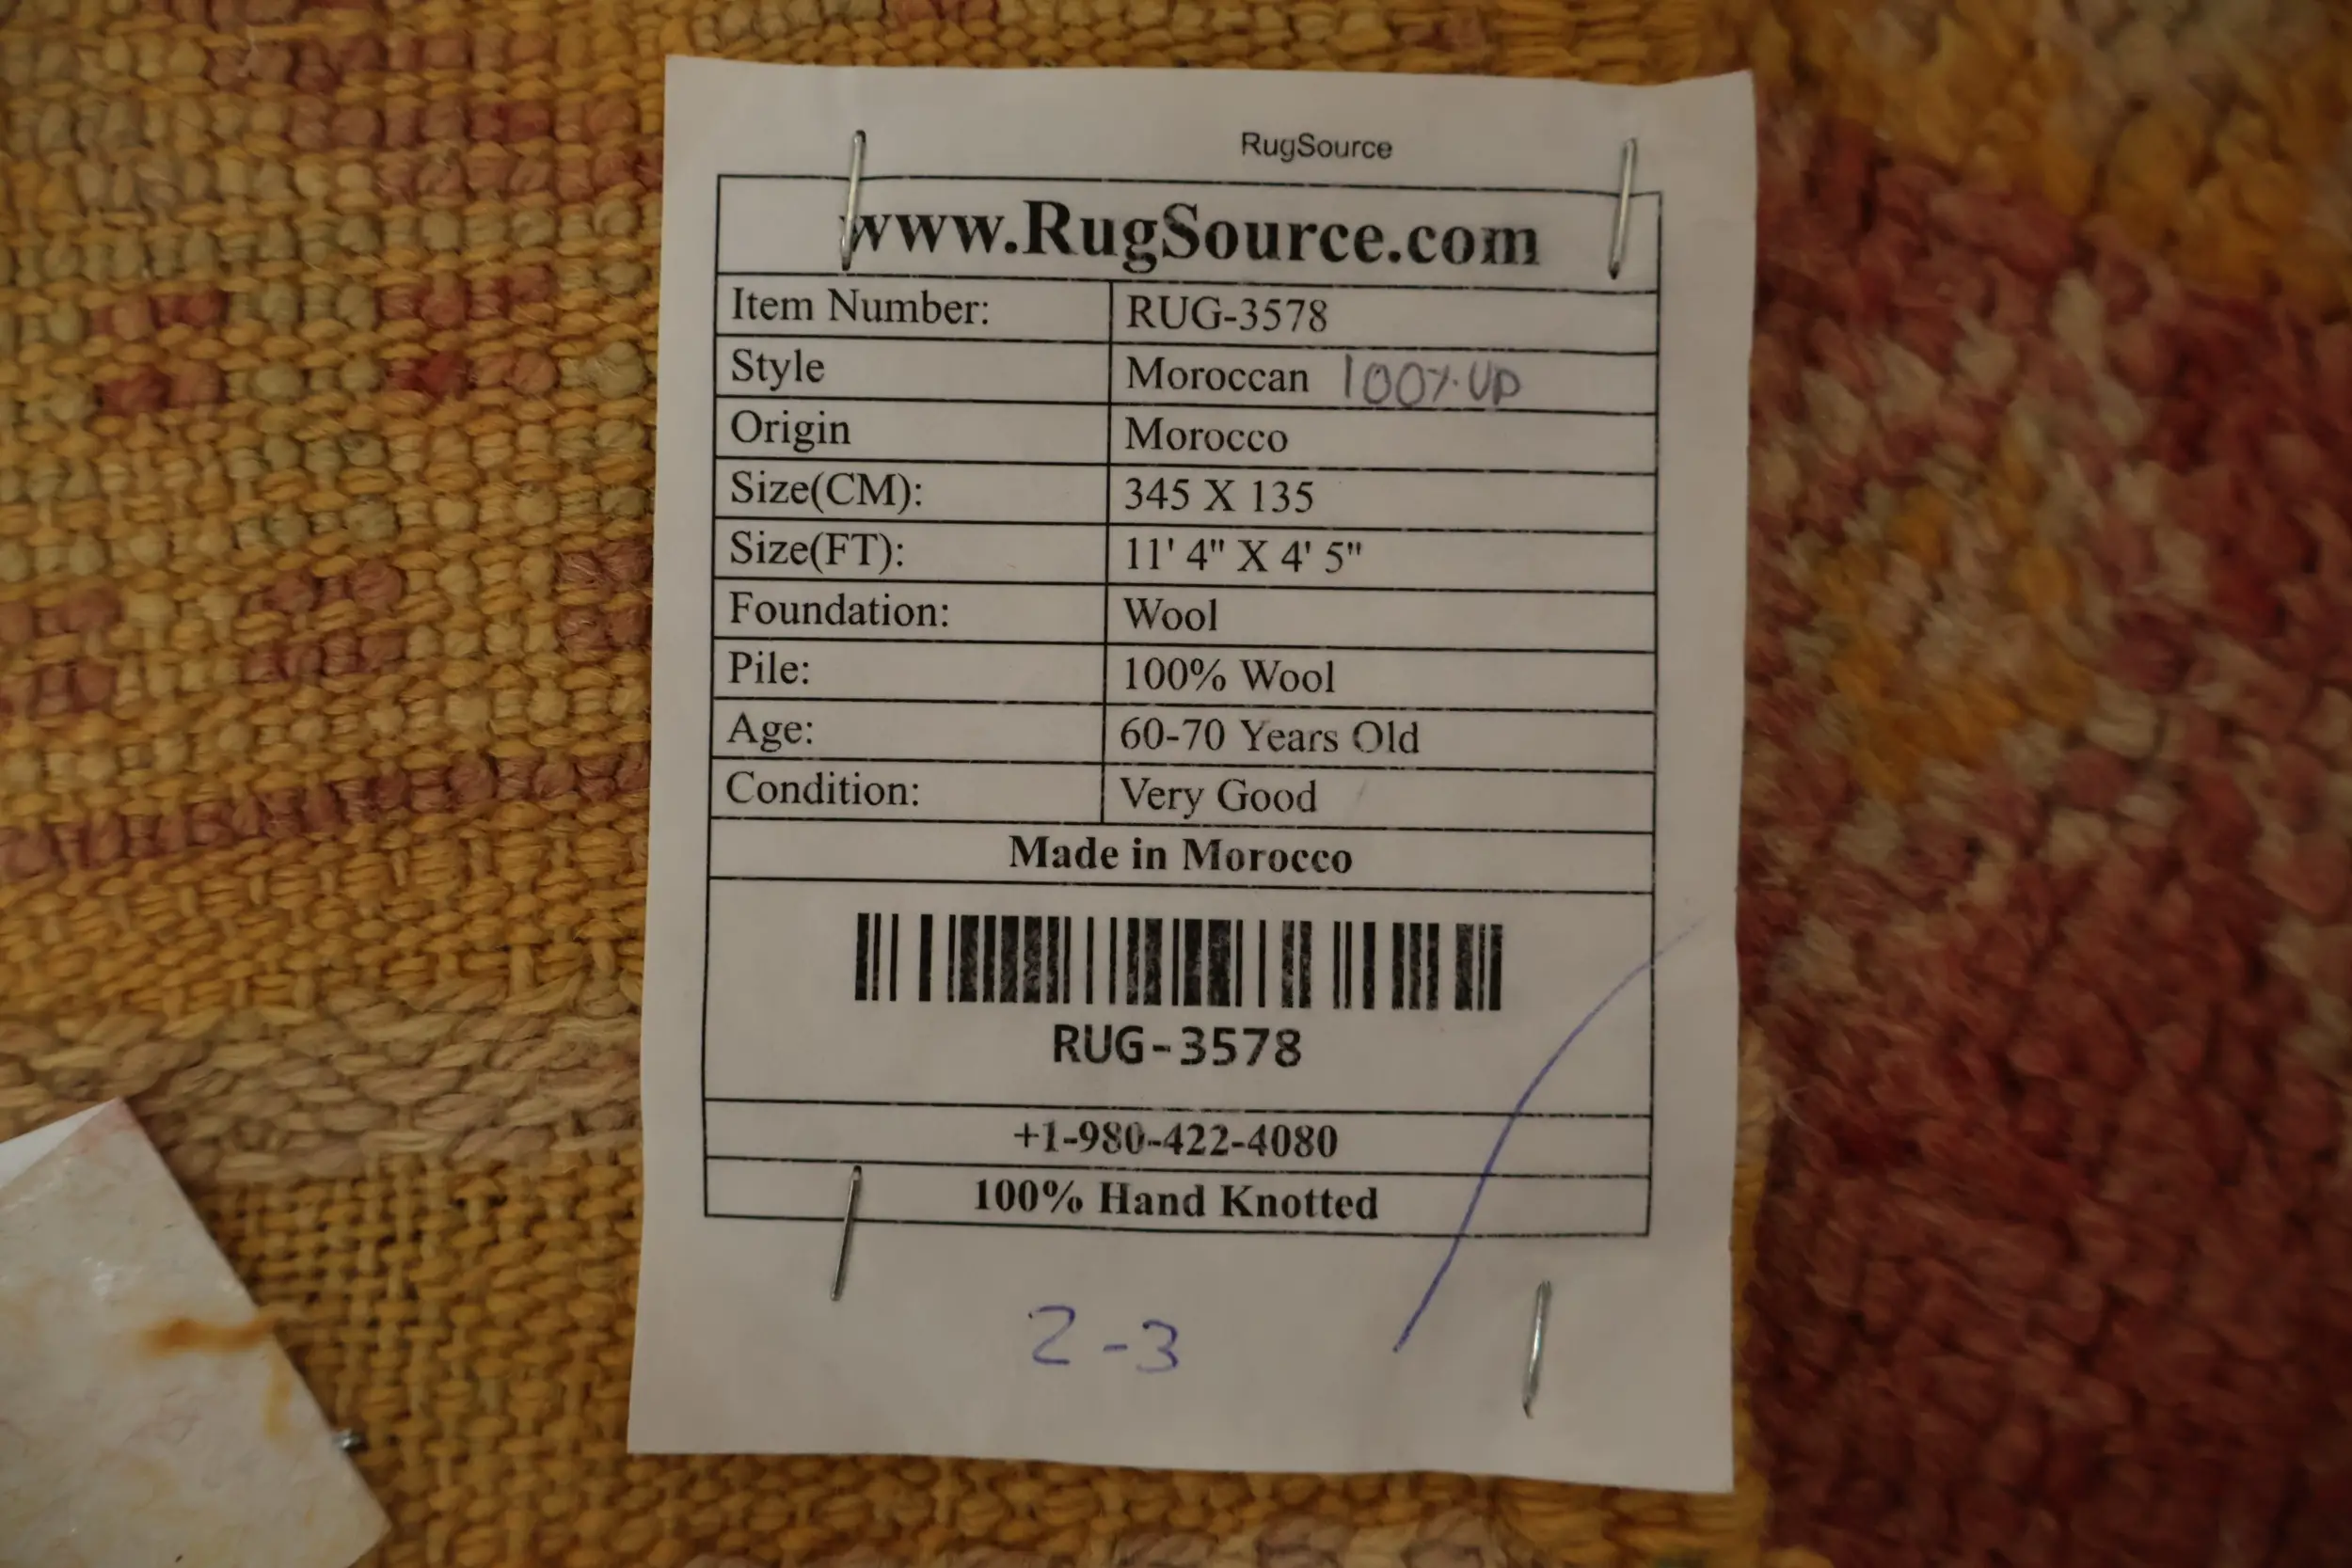 RugSource
www.RugSource.com
Item Number: RUG-3578
Style Moroccan 100% UP
Origin Morocco
Size(CM): 345 X 135
Size(FT): 11' 4" X 4' 5"
Foundation: Wool
Pile: 100% Wool
Age: 60-70 Years Old
Condition: Very Good
Made in Morocco
RUG-3578
+1-980-422-4080
100% Hand Knotted
2-3